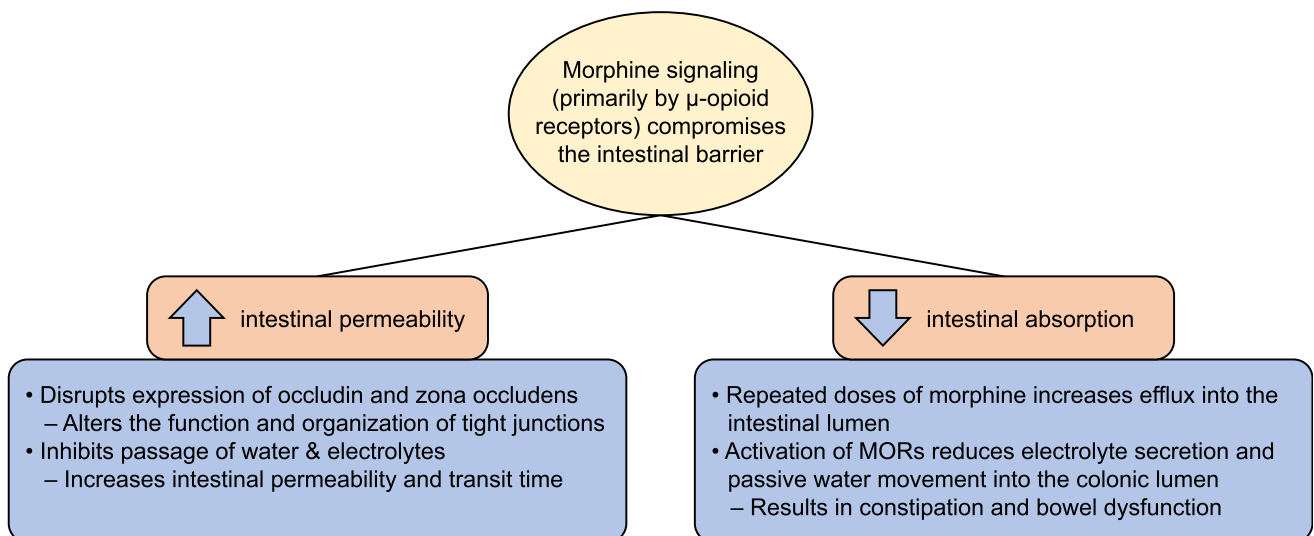 Morphine signaling
(primarily by μ-opioid
receptors) compromises
the intestinal barrier
intestinal permeability
• Disrupts expression of occludin and zona occludens
– Alters the function and organization of tight junctions
• Inhibits passage of water & electrolytes
– Increases intestinal permeability and transit time
intestinal absorption
• Repeated doses of morphine increases efflux into the
intestinal lumen
• Activation of MORs reduces electrolyte secretion and
passive water movement into the colonic lumen
– Results in constipation and bowel dysfunction